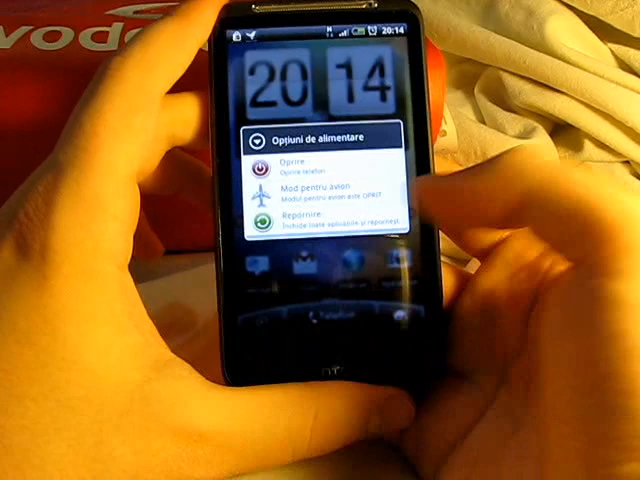 vodaf
20:14
20 14
Opțiuni de alimentare
Oprire
Oprire telefon
Mod pentru avion
Modul pentru avion este OPRIT
Repornire
Închide toate aplicațiile și repornește
Telefon